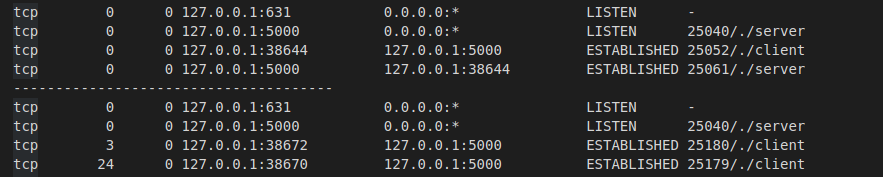 tcp        0      0 127.0.0.1:631           0.0.0.0:*               LISTEN      -
tcp        0      0 127.0.0.1:5000          0.0.0.0:*               LISTEN      25040/./server
tcp        0      0 127.0.0.1:38644         127.0.0.1:5000          ESTABLISHED 25052/./client
tcp        0      0 127.0.0.1:5000          127.0.0.1:38644         ESTABLISHED 25061/./server
--------------------------------------
tcp        0      0 127.0.0.1:631           0.0.0.0:*               LISTEN      -
tcp        0      0 127.0.0.1:5000          0.0.0.0:*               LISTEN      25040/./server
tcp        3      0 127.0.0.1:38672         127.0.0.1:5000          ESTABLISHED 25180/./client
tcp       24      0 127.0.0.1:38670         127.0.0.1:5000          ESTABLISHED 25179/./client